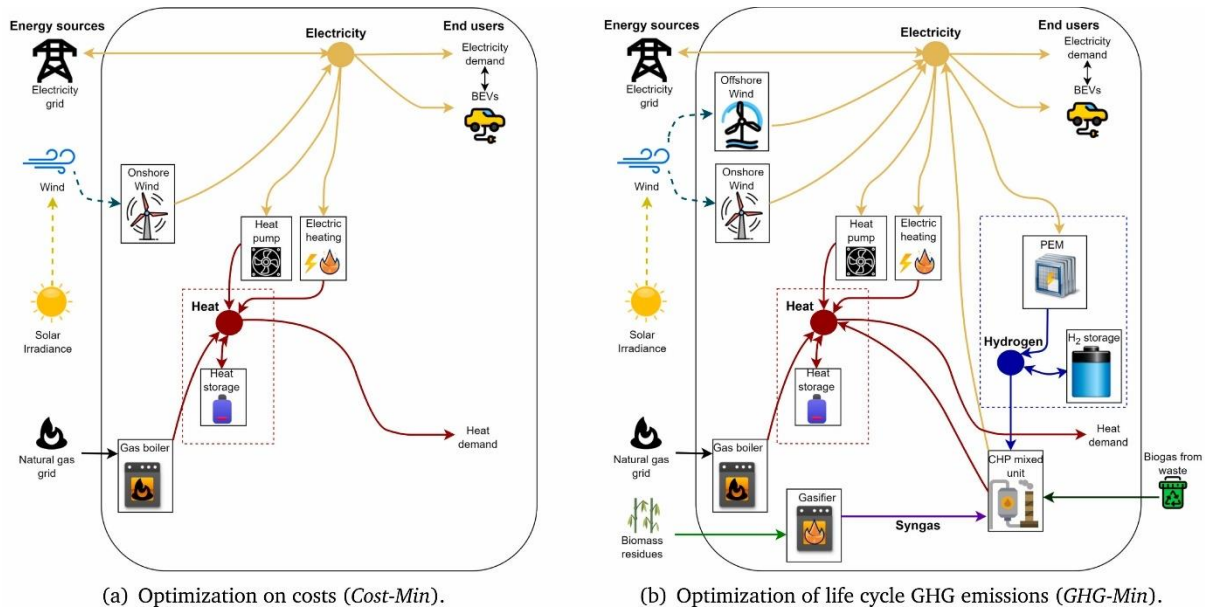 Energy sources
Electricity
End users
Electricity
grid
Electricity
demand
BEVs
Wind
Onshore
Wind
Heat
pump
Electric
heating
Heat
Solar
Irradiance
Heat
storage
Natural gas
grid
Gas boiler
Heat
demand
(a) Optimization on costs (Cost-Min).
Energy sources
Electricity
End users
Electricity
grid
Offshore
Wind
Electricity
demand
BEVs
Wind
Onshore
Wind
Heat
pump
Electric
heating
PEM
Heat
Solar
Irradiance
Hydrogen
H₂ storage
Heat
storage
Natural gas
grid
Gas boiler
Heat
demand
CHP mixed
unit
Biogas from
waste
Gasifier
Syngas
Biomass
residues
(b) Optimization of life cycle GHG emissions (GHG-Min).